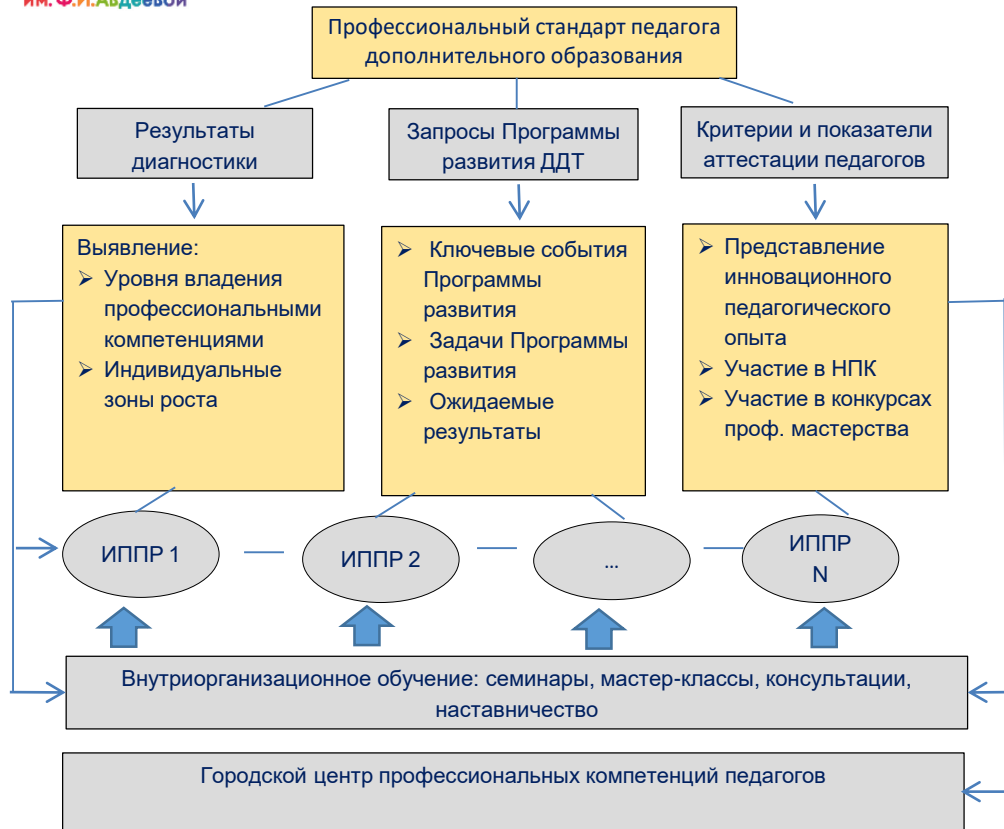 им. Ф.И.Авдеевой
Профессиональный стандарт педагога
дополнительного образования
Результаты
диагностики
Запросы Программы
развития ДДТ
Критерии и показатели
аттестации педагогов
Выявление:
➢ Уровня владения
профессиональными
компетенциями
➢ Индивидуальные
зоны роста
➢ Ключевые события
Программы
развития
➢ Задачи Программы
развития
➢ Ожидаемые
результаты
➢ Представление
инновационного
педагогического
опыта
➢ Участие в НПК
➢ Участие в конкурсах
проф. мастерства
ИППР 1
ИППР 2
...
ИППР
N
Внутриорганизационное обучение: семинары, мастер-классы, консультации,
наставничество
Городской центр профессиональных компетенций педагогов